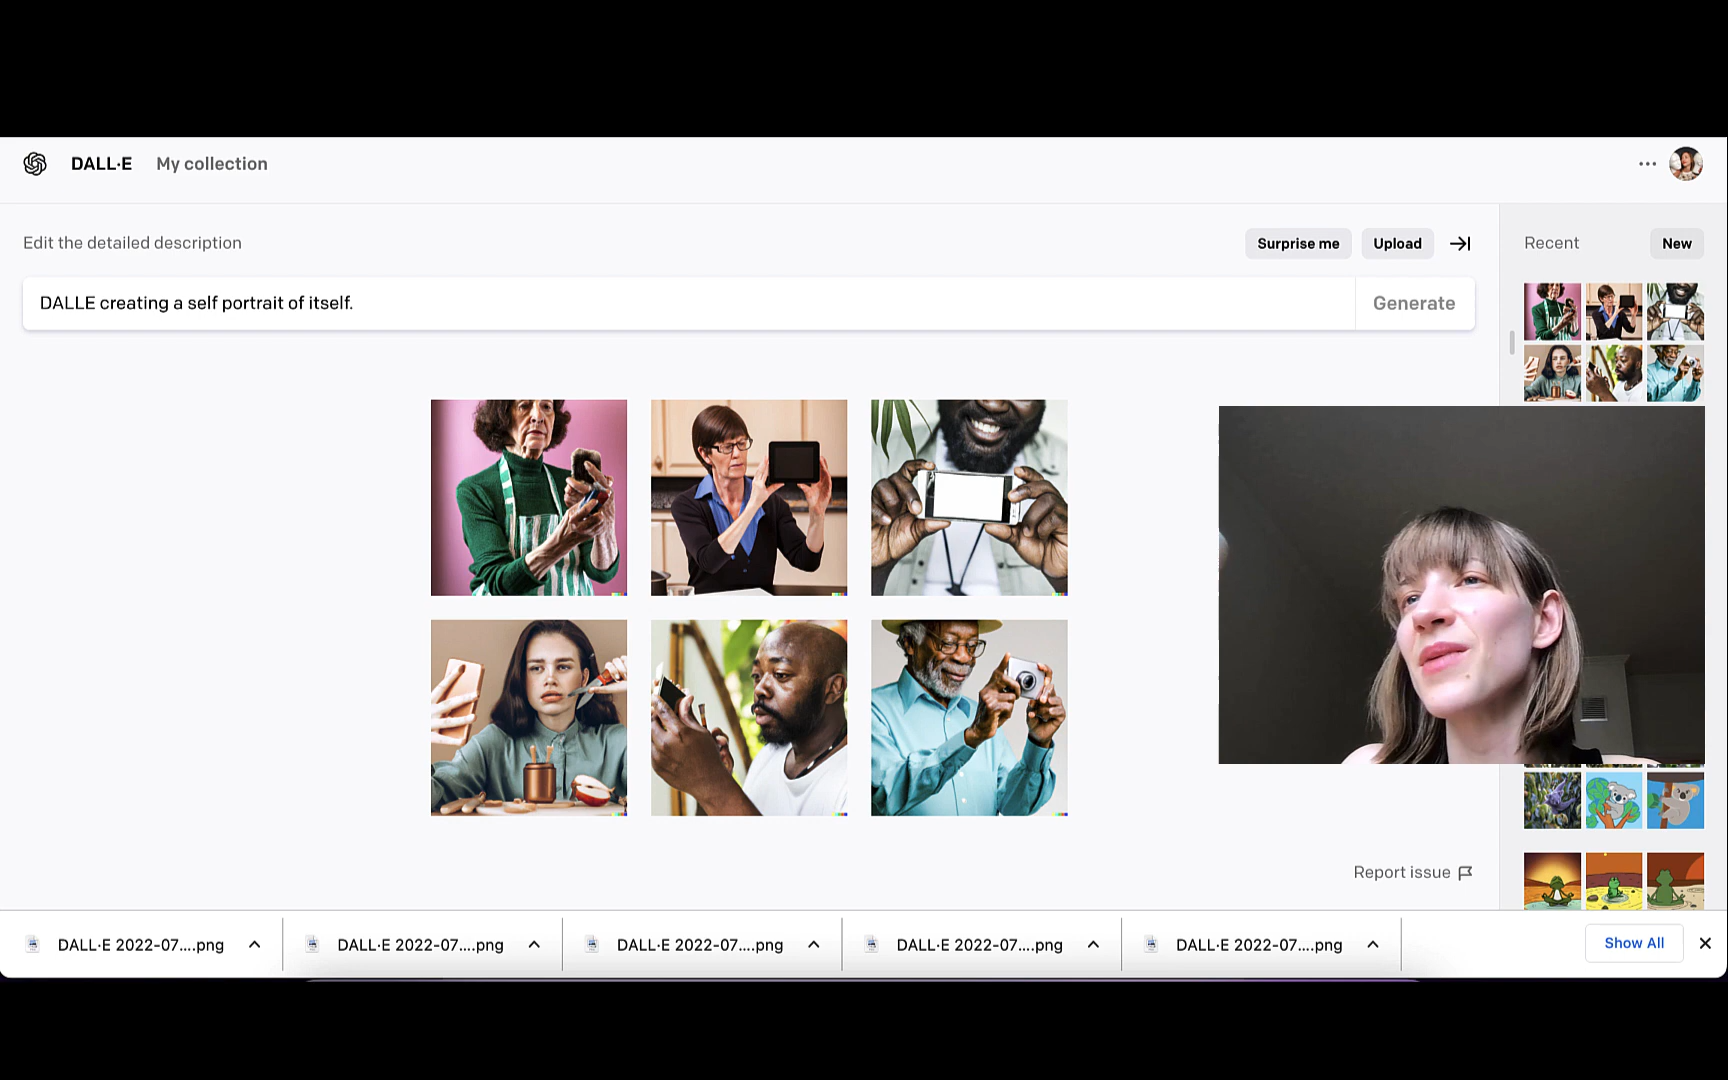 DALL·E My collection
Edit the detailed description
Surprise me
Upload
Recent
New
DALLE creating a self portrait of itself.
Generate
Report issue
DALL·E 2022-07....png
DALL·E 2022-07....png
DALL·E 2022-07....png
DALL·E 2022-07....png
DALL·E 2022-07....png
Show All